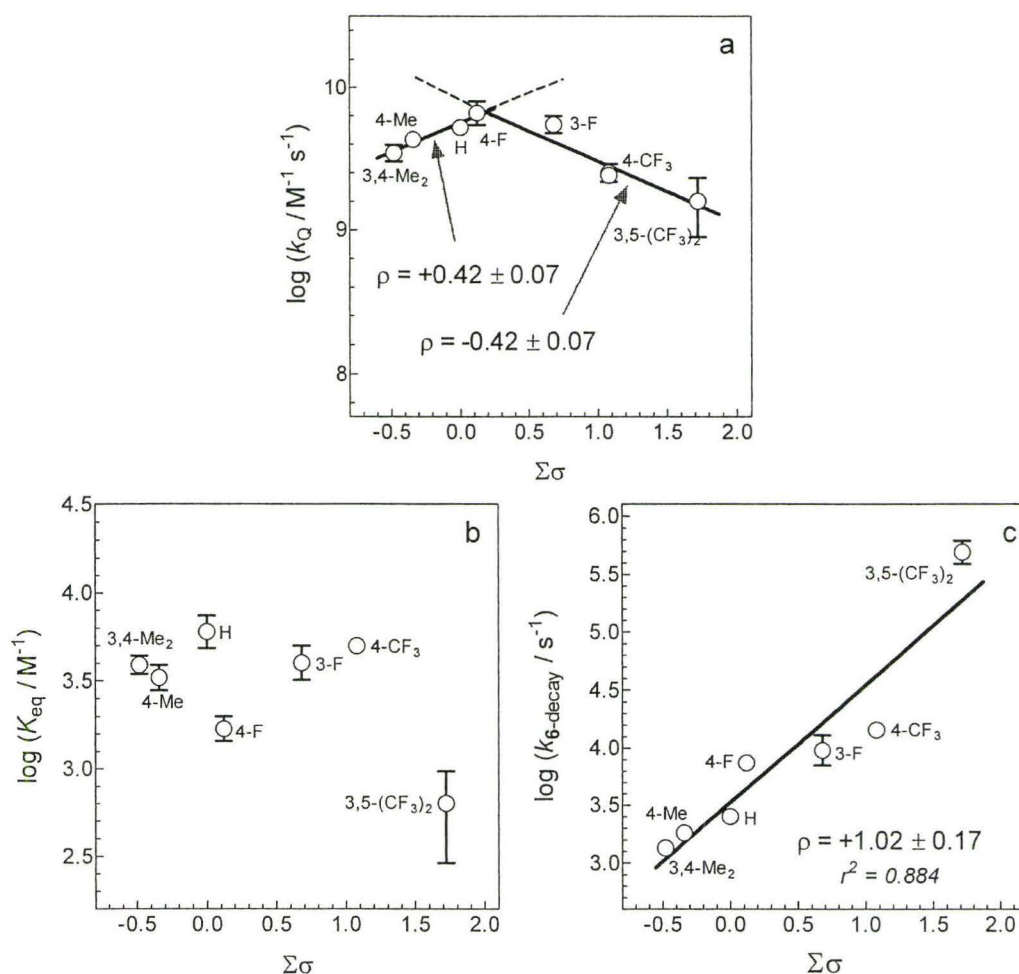 a
log (k_Q / M⁻¹ s⁻¹)
10
9
8
4-Me
3,4-Me₂
H
4-F
3-F
4-CF₃
3,5-(CF₃)₂
ρ = +0.42 ± 0.07
ρ = -0.42 ± 0.07
-0.5 0.0 0.5 1.0 1.5 2.0
Σσ
b
log (K_eq / M⁻¹)
4.5
4.0
3.5
3.0
2.5
3,4-Me₂
4-Me
H
4-F
3-F
4-CF₃
3,5-(CF₃)₂
-0.5 0.0 0.5 1.0 1.5 2.0
Σσ
c
log (k_6-decay / s⁻¹)
6.0
5.5
5.0
4.5
4.0
3.5
3.0
3,5-(CF₃)₂
4-F
4-CF₃
3-F
4-Me
H
3,4-Me₂
ρ = +1.02 ± 0.17
r² = 0.884
-0.5 0.0 0.5 1.0 1.5 2.0
Σσ